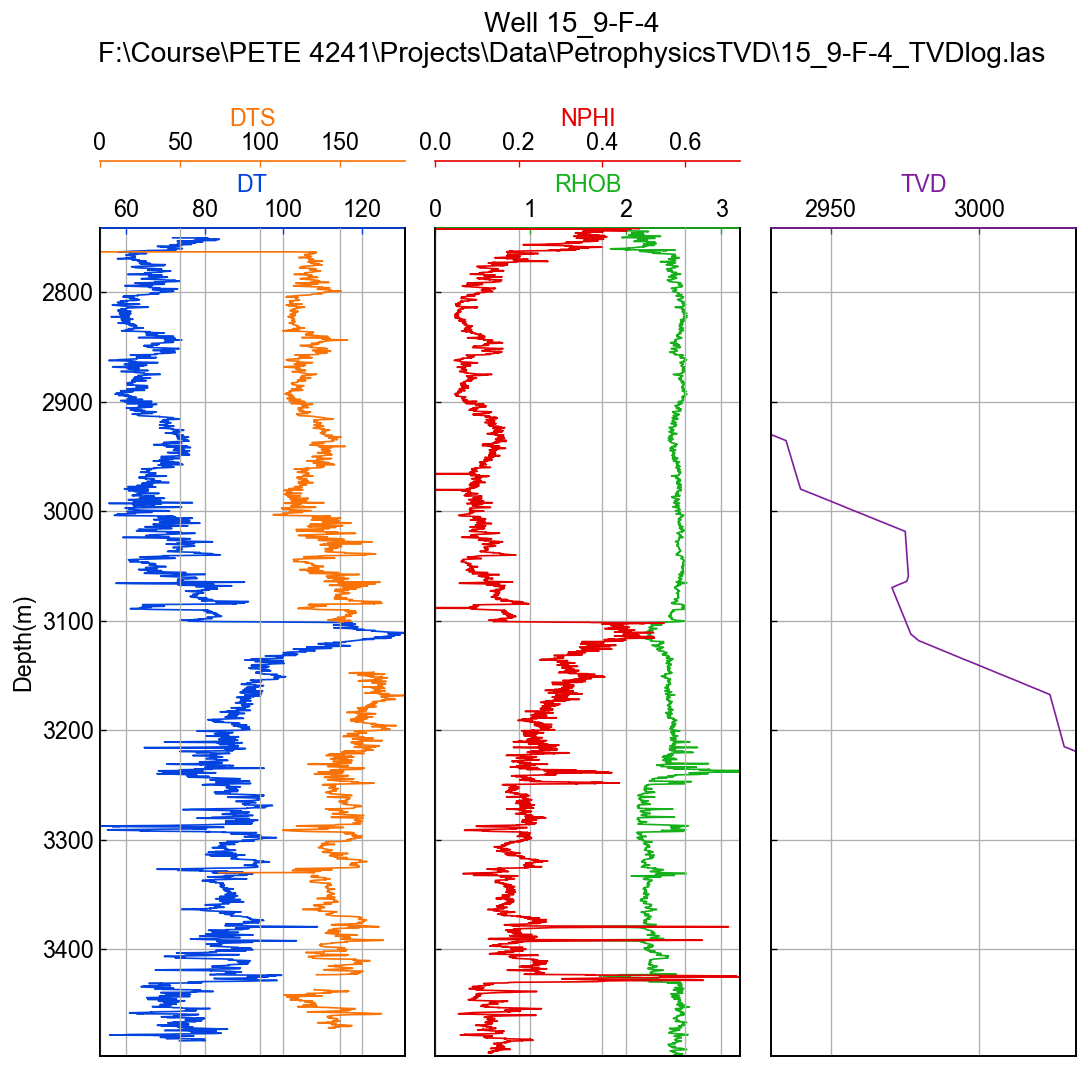 Well 15_9-F-4
F:\Course\PETE 4241\Projects\Data\PetrophysicsTVD\15_9-F-4_TVDlog.las
DTS
0 50 100 150
DT
60 80 100 120
NPHI
0.0 0.2 0.4 0.6
RHOB
0 1 2 3
TVD
2950 3000
Depth(m)
2800
2900
3000
3100
3200
3300
3400